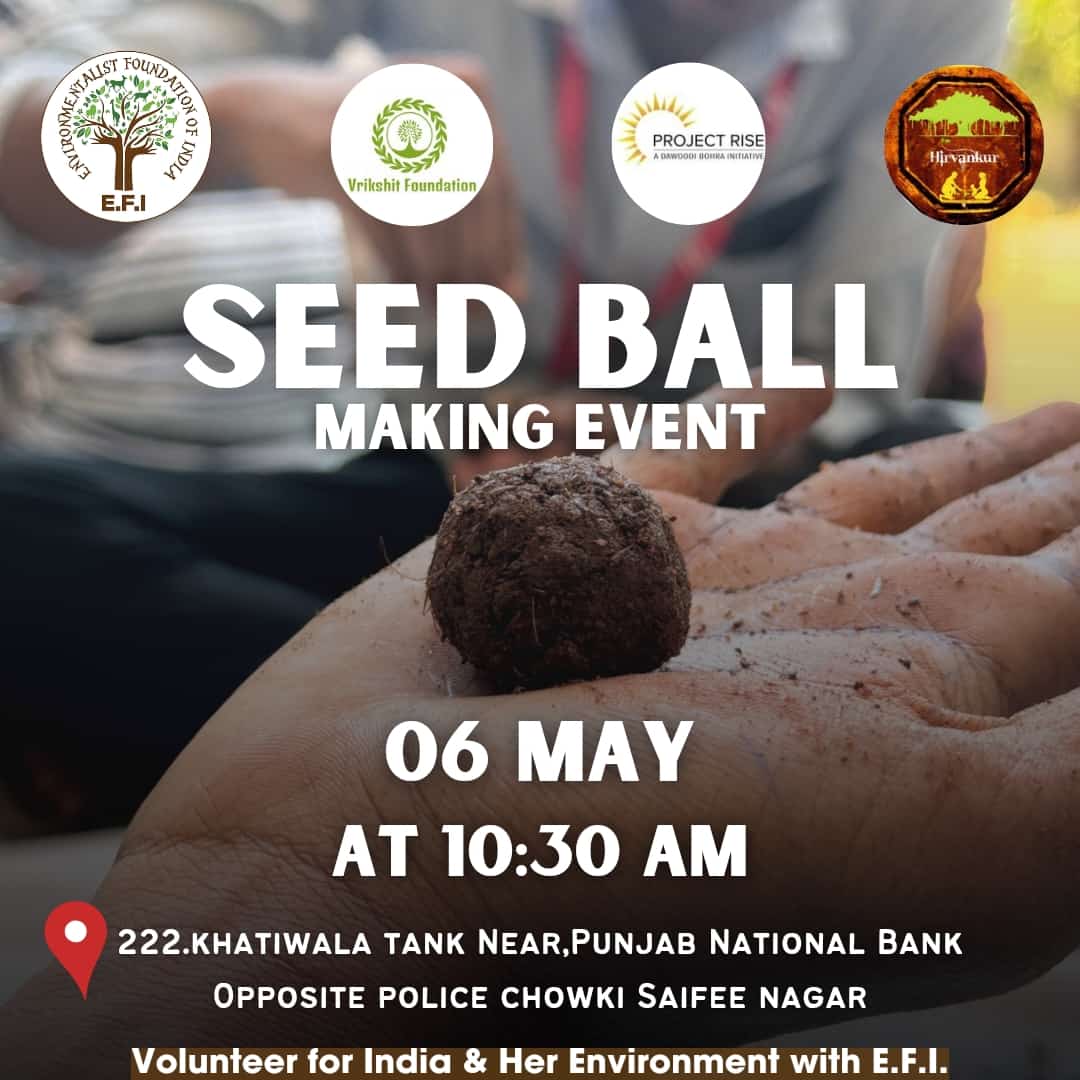 ENVIRONMENTALIST FOUNDATION OF INDIA
E.F.I
Vrikshit Foundation
PROJECT RISE
A DAWOODI BOHRA INITIATIVE
Hirvankur
SEED BALL
MAKING EVENT
06 MAY
AT 10:30 AM
222.KHATIWALA TANK NEAR,PUNJAB NATIONAL BANK
OPPOSITE POLICE CHOWKI SAIFEE NAGAR
Volunteer for India & Her Environment with E.F.I.